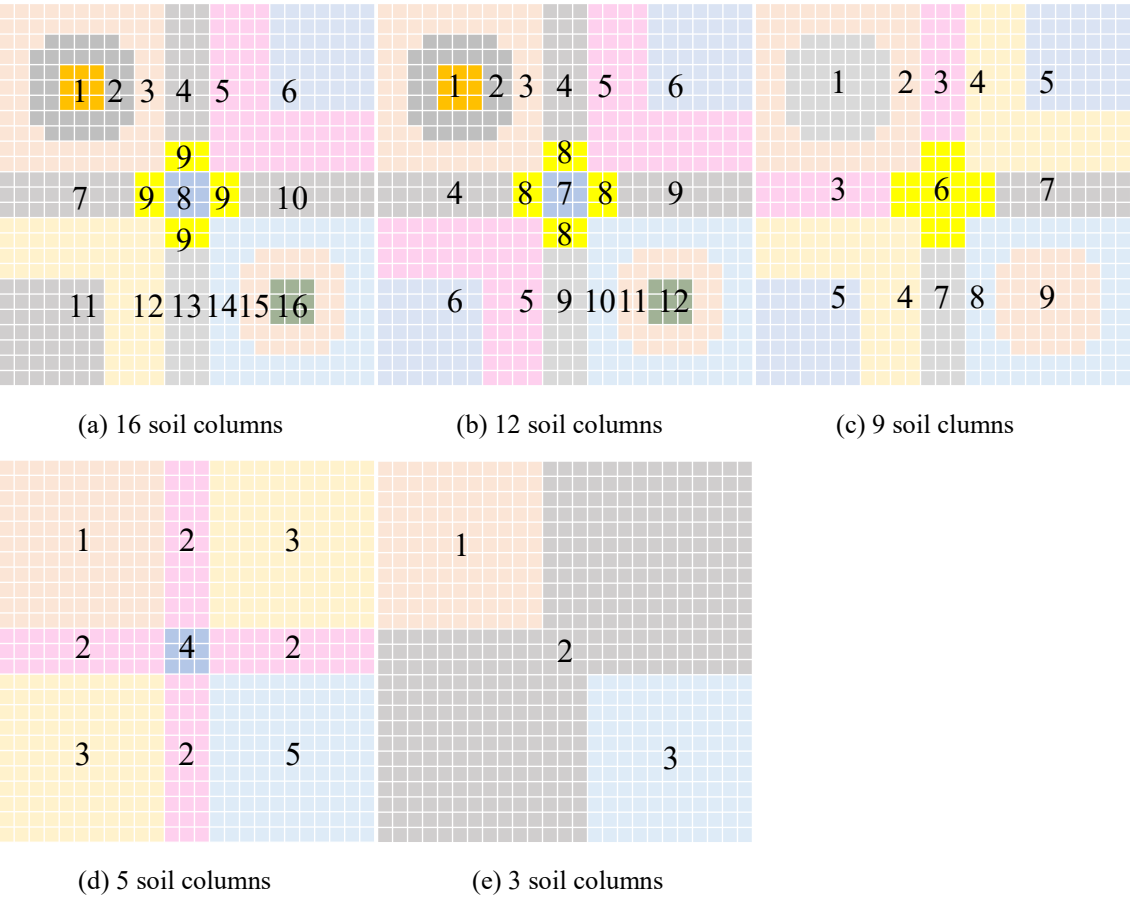 1 2 3 4 5 6
9
7 9 8 9 10
9
11 12 13 14 15 16
1 2 3 4 5 6
8
4 8 7 8 9
8
6 5 9 10 11 12
1 2 3 4 5
3 6 7
5 4 7 8 9
(a) 16 soil columns
(b) 12 soil columns
(c) 9 soil clumns
1 2 3
2 4 2
3 2 5
1
2
3
(d) 5 soil columns
(e) 3 soil columns